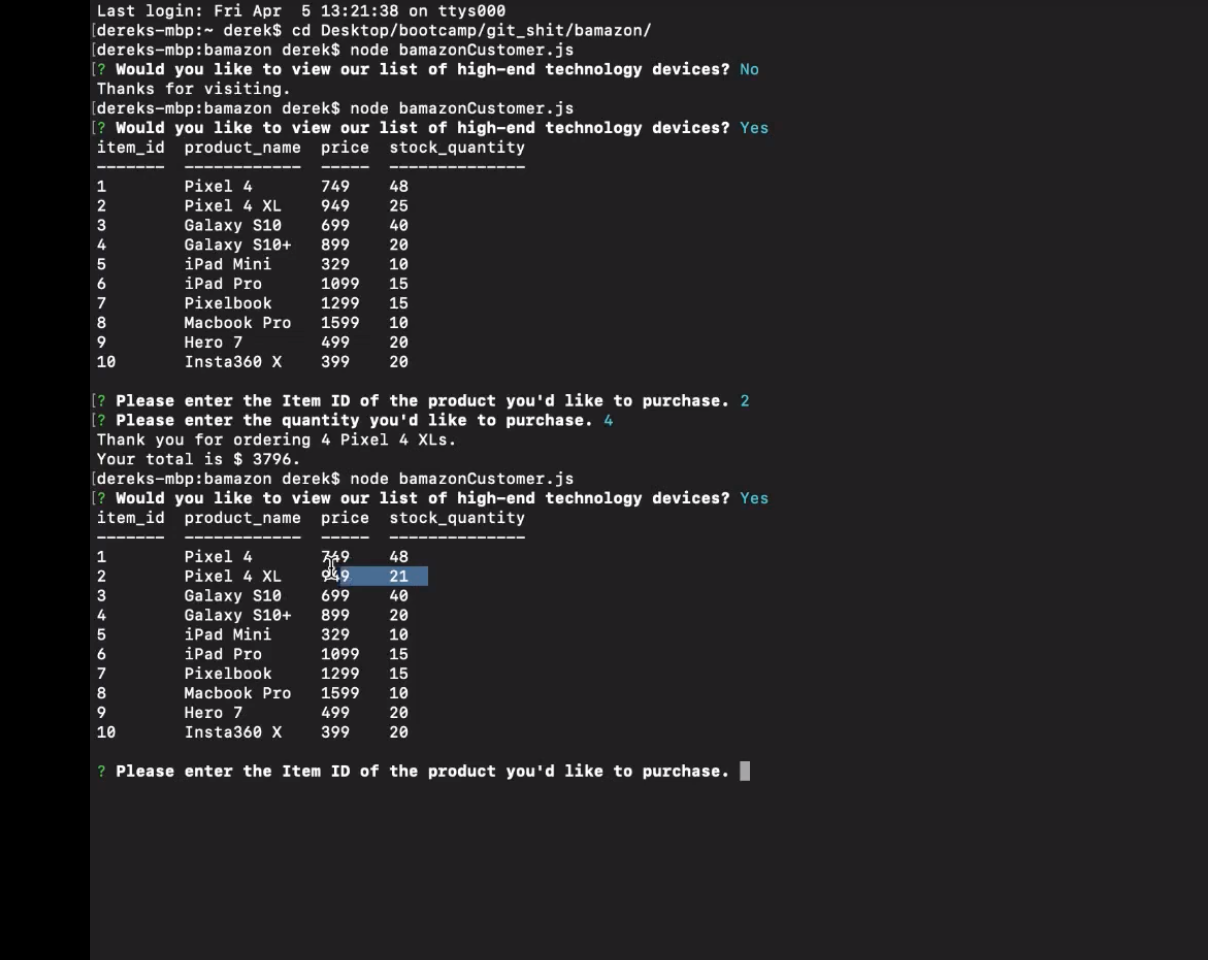 Last login: Fri Apr  5 13:21:38 on ttys000
[dereks-mbp:~ derek$ cd Desktop/bootcamp/git_shit/bamazon/
[dereks-mbp:bamazon derek$ node bamazonCustomer.js
[? Would you like to view our list of high-end technology devices? No
Thanks for visiting.
[dereks-mbp:bamazon derek$ node bamazonCustomer.js
[? Would you like to view our list of high-end technology devices? Yes
item_id  product_name  price  stock_quantity
-------  ------------  -----  --------------
1        Pixel 4       749    48
2        Pixel 4 XL    949    25
3        Galaxy S10    699    40
4        Galaxy S10+   899    20
5        iPad Mini     329    10
6        iPad Pro      1099   15
7        Pixelbook     1299   15
8        Macbook Pro   1599   10
9        Hero 7        499    20
10       Insta360 X    399    20
[? Please enter the Item ID of the product you'd like to purchase. 2
[? Please enter the quantity you'd like to purchase. 4
Thank you for ordering 4 Pixel 4 XLs.
Your total is $ 3796.
[dereks-mbp:bamazon derek$ node bamazonCustomer.js
[? Would you like to view our list of high-end technology devices? Yes
item_id  product_name  price  stock_quantity
-------  ------------  -----  --------------
1        Pixel 4       749    48
2        Pixel 4 XL    949    21
3        Galaxy S10    699    40
4        Galaxy S10+   899    20
5        iPad Mini     329    10
6        iPad Pro      1099   15
7        Pixelbook     1299   15
8        Macbook Pro   1599   10
9        Hero 7        499    20
10       Insta360 X    399    20
? Please enter the Item ID of the product you'd like to purchase.